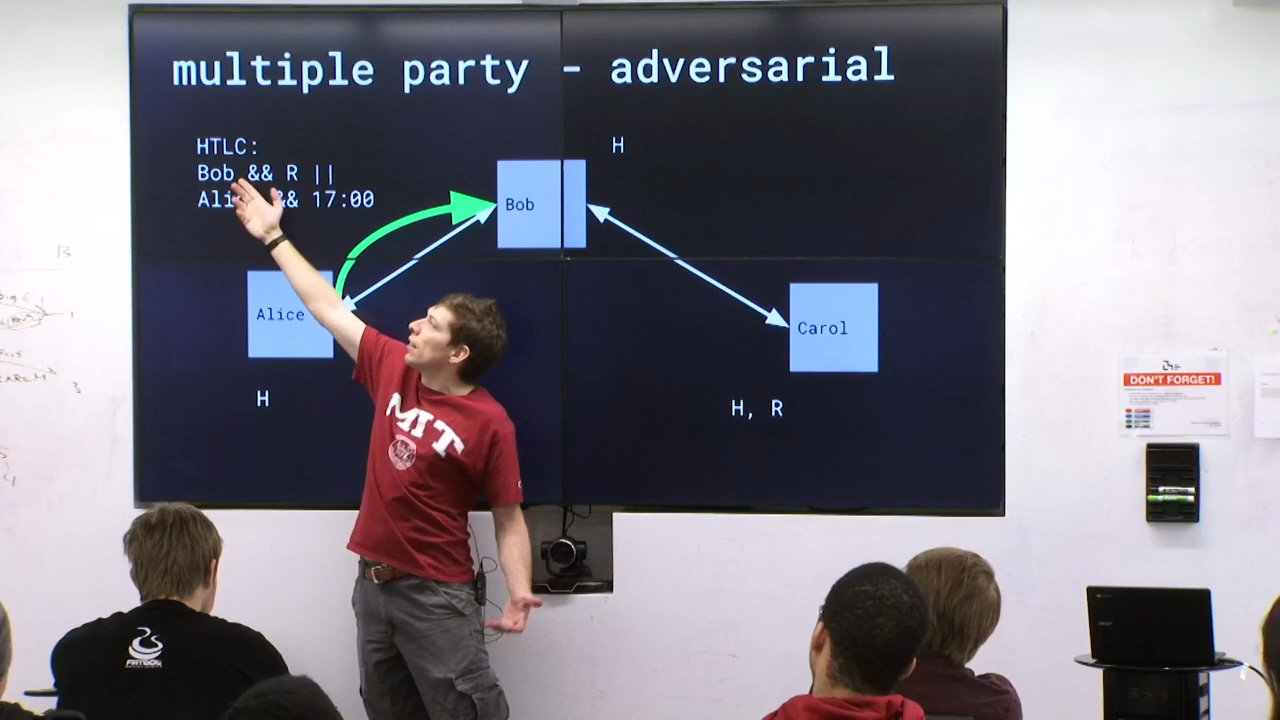 multiple party - adversarial
HTLC:
Bob && R ||
&& 17:00
H
Bob
Alice
Carol
H
H, R
MIT
DON'T FORGET!